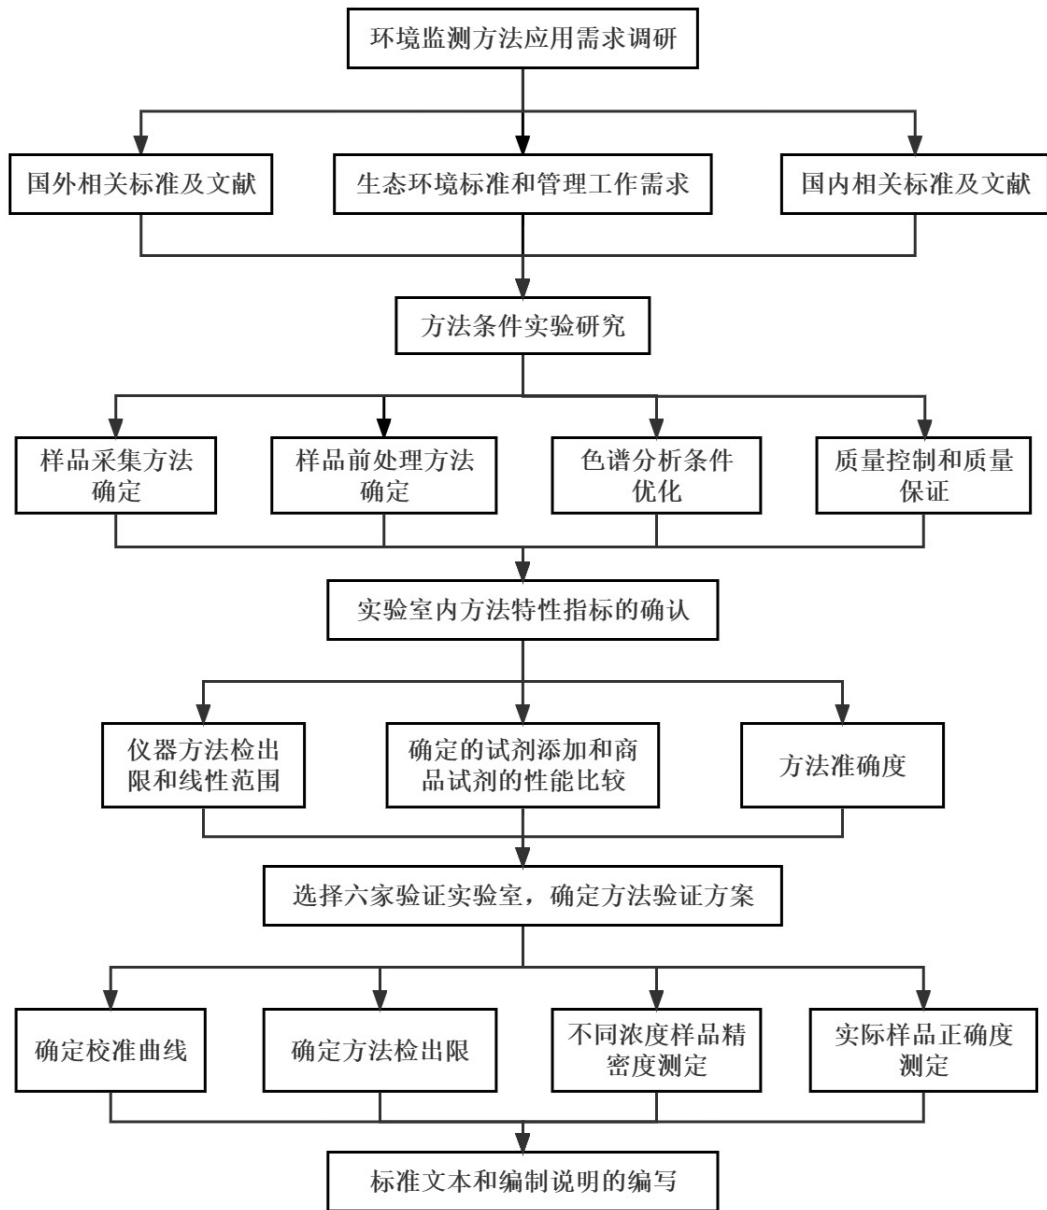 环境监测方法应用需求调研
国外相关标准及文献
生态环境标准和管理工作需求
国内相关标准及文献
方法条件实验研究
样品采集方法
确定
样品前处理方法
确定
色谱分析条件
优化
质量控制和质量
保证
实验室内方法特性指标的确认
仪器方法检出
限和线性范围
确定的试剂添加和商
品试剂的性能比较
方法准确度
选择六家验证实验室，确定方法验证方案
确定校准曲线
确定方法检出限
不同浓度样品精
密度测定
实际样品正确度
测定
标准文本和编制说明的编写